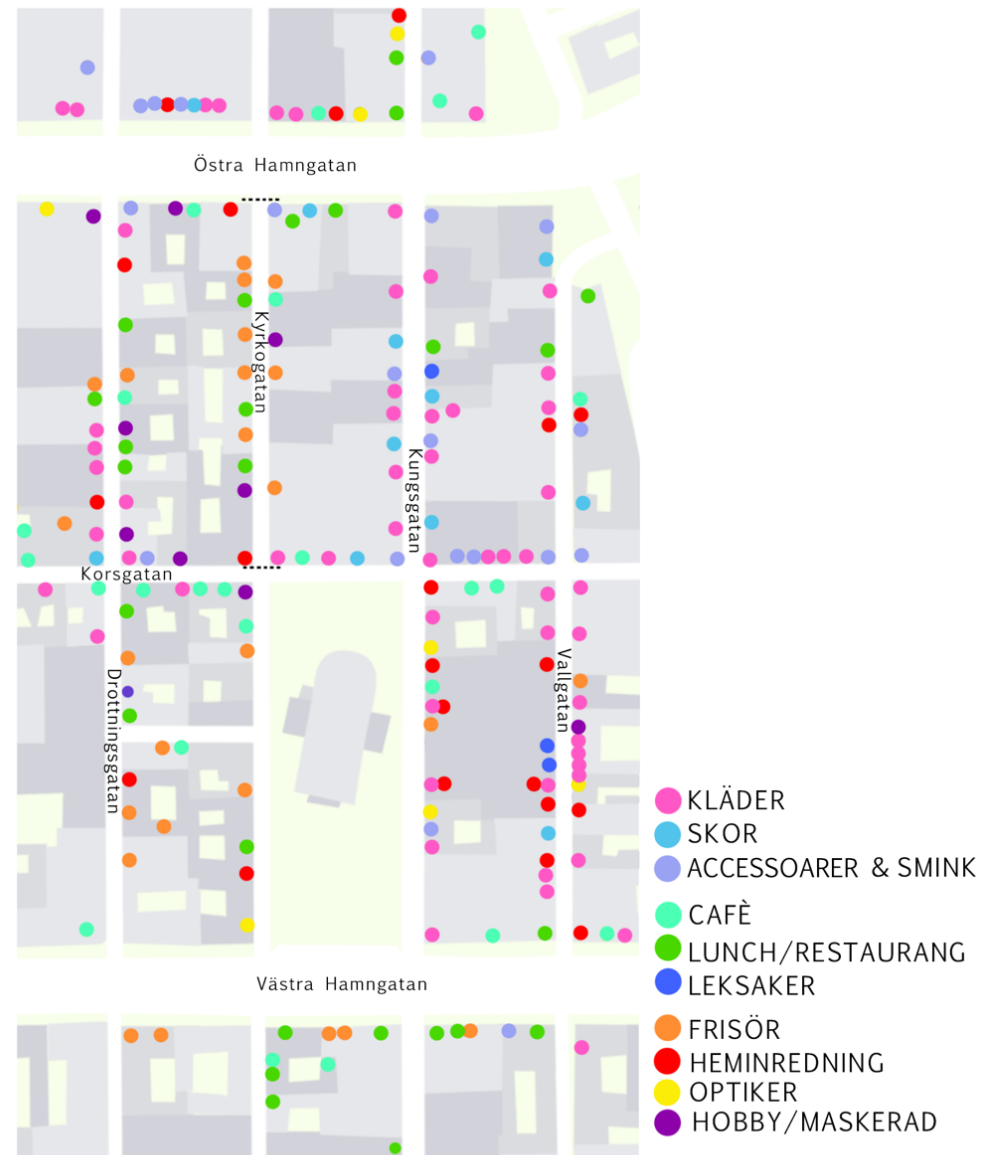 Östra Hamngatan
Kyrkogatan
Kungsgatan
Korsgatan
Vallgatan
Drottningsgatan
KLÄDER
SKOR
ACCESSOARER & SMINK
CAFÈ
LUNCH/RESTAURANG
LEKSAKER
Västra Hamngatan
FRISÖR
HEMINREDNING
OPTIKER
HOBBY/MASKERAD